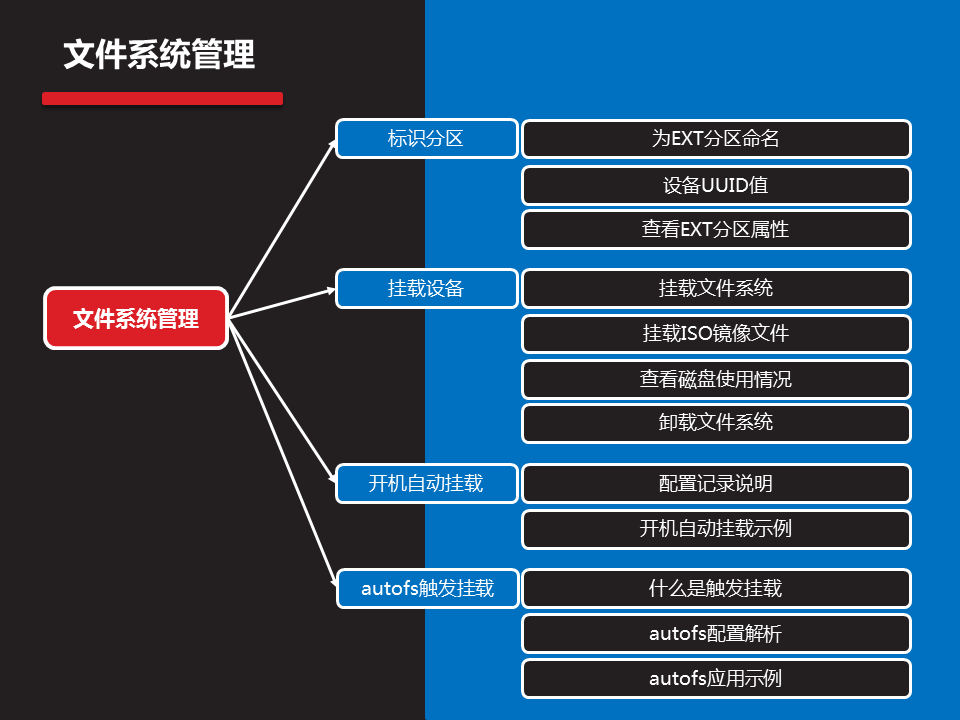 文件系统管理
文件系统管理
标识分区
为EXT分区命名
设备UUID值
查看EXT分区属性
挂载设备
挂载文件系统
挂载ISO镜像文件
查看磁盘使用情况
卸载文件系统
开机自动挂载
配置记录说明
开机自动挂载示例
autofs触发挂载
什么是触发挂载
autofs配置解析
autofs应用示例